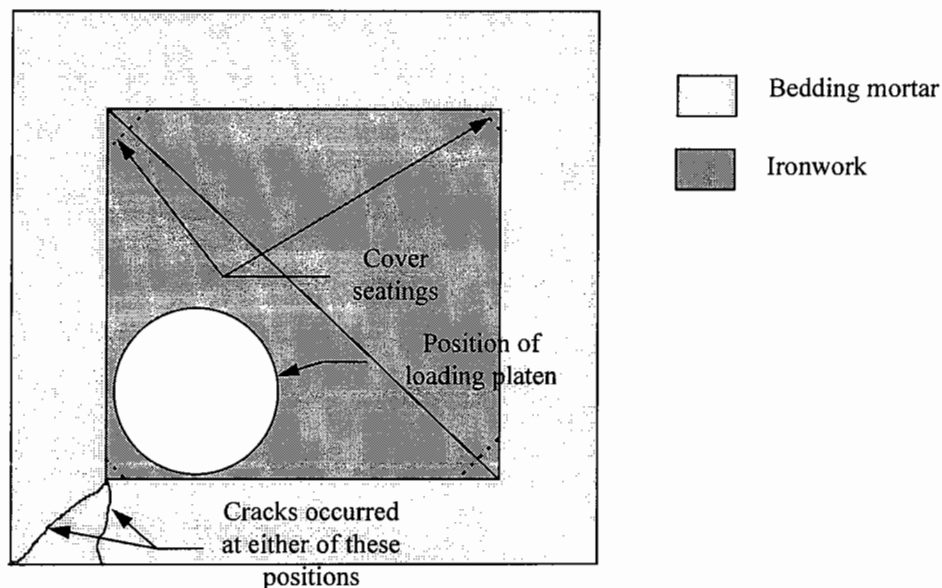 Bedding mortar
Ironwork
Cover
seatings
Position of
loading platen
Cracks occurred
at either of these
positions